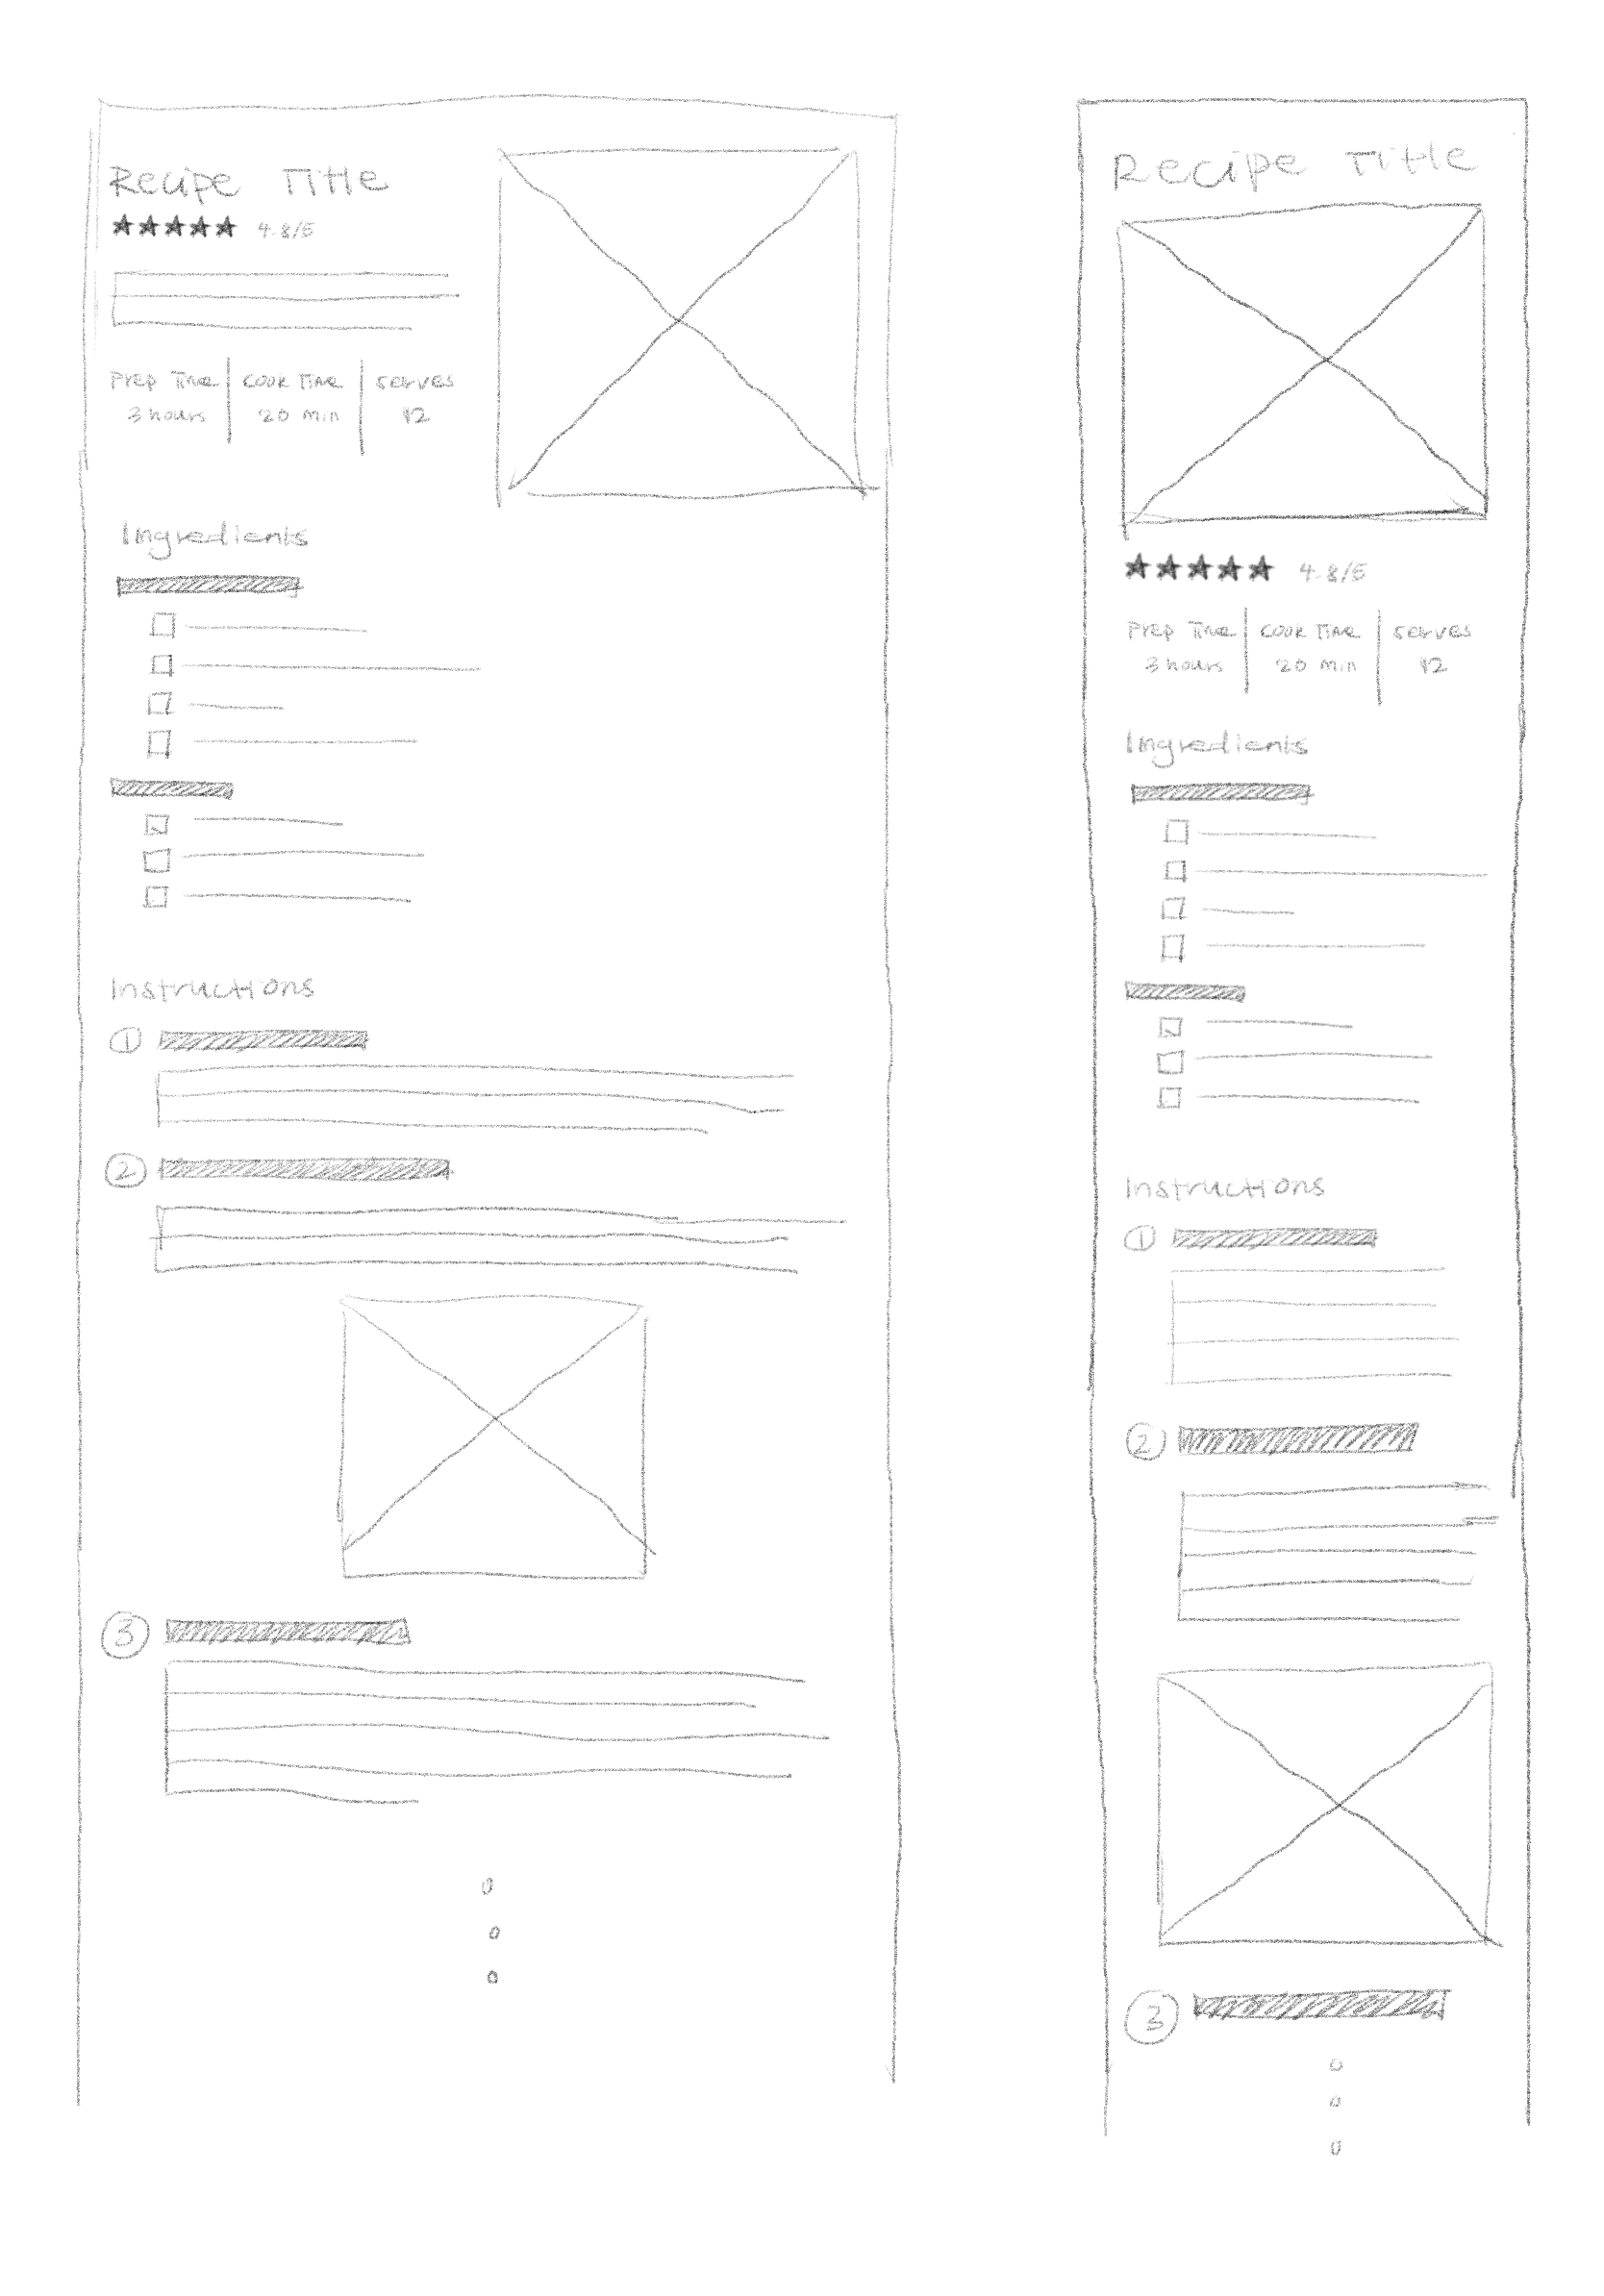 Recipe Title
4.8/5
Prep Time Cook Time Serves
3 hours 20 min 12
Ingredients
Instructions
1
2
3
Recipe Title
4.8/5
Prep Time Cook Time Serves
3 hours 20 min 12
Ingredients
Instructions
1
2
3